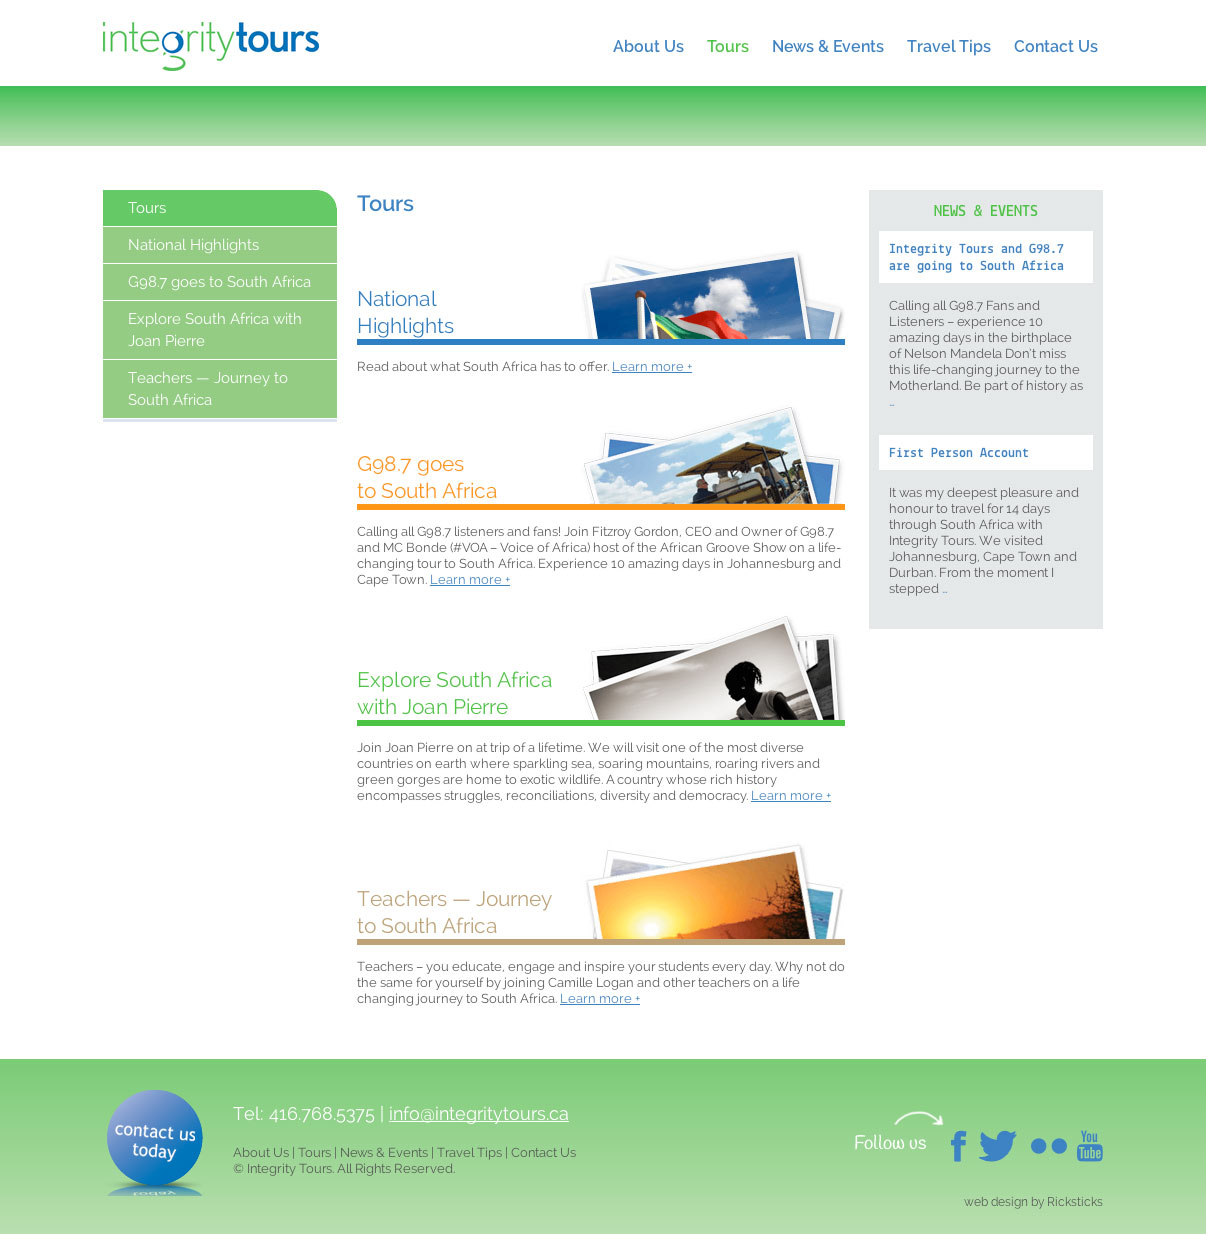 integritytours
About Us Tours News & Events Travel Tips Contact Us
Tours
National Highlights
G98.7 goes to South Africa
Explore South Africa with
Joan Pierre
Teachers — Journey to
South Africa
Tours
National
Highlights
Read about what South Africa has to offer. Learn more +
G98.7 goes
to South Africa
Calling all G98.7 listeners and fans! Join Fitzroy Gordon, CEO and Owner of G98.7
and MC Bonde (#VOA – Voice of Africa) host of the African Groove Show on a life-
changing tour to South Africa. Experience 10 amazing days in Johannesburg and
Cape Town. Learn more +
Explore South Africa
with Joan Pierre
Join Joan Pierre on at trip of a lifetime. We will visit one of the most diverse
countries on earth where sparkling sea, soaring mountains, roaring rivers and
green gorges are home to exotic wildlife. A country whose rich history
encompasses struggles, reconciliations, diversity and democracy. Learn more +
Teachers — Journey
to South Africa
Teachers – you educate, engage and inspire your students every day. Why not do
the same for yourself by joining Camille Logan and other teachers on a life
changing journey to South Africa. Learn more +
NEWS & EVENTS
Integrity Tours and G98.7
are going to South Africa
Calling all G98.7 Fans and
Listeners – experience 10
amazing days in the birthplace
of Nelson Mandela Don't miss
this life-changing journey to the
Motherland. Be part of history as
...
First Person Account
It was my deepest pleasure and
honour to travel for 14 days
through South Africa with
Integrity Tours. We visited
Johannesburg, Cape Town and
Durban. From the moment I
stepped ...
contact us
today
Tel: 416.768.5375 | info@integritytours.ca
About Us | Tours | News & Events | Travel Tips | Contact Us
© Integrity Tours. All Rights Reserved.
Follow us
f
You
Tube
web design by Ricksticks